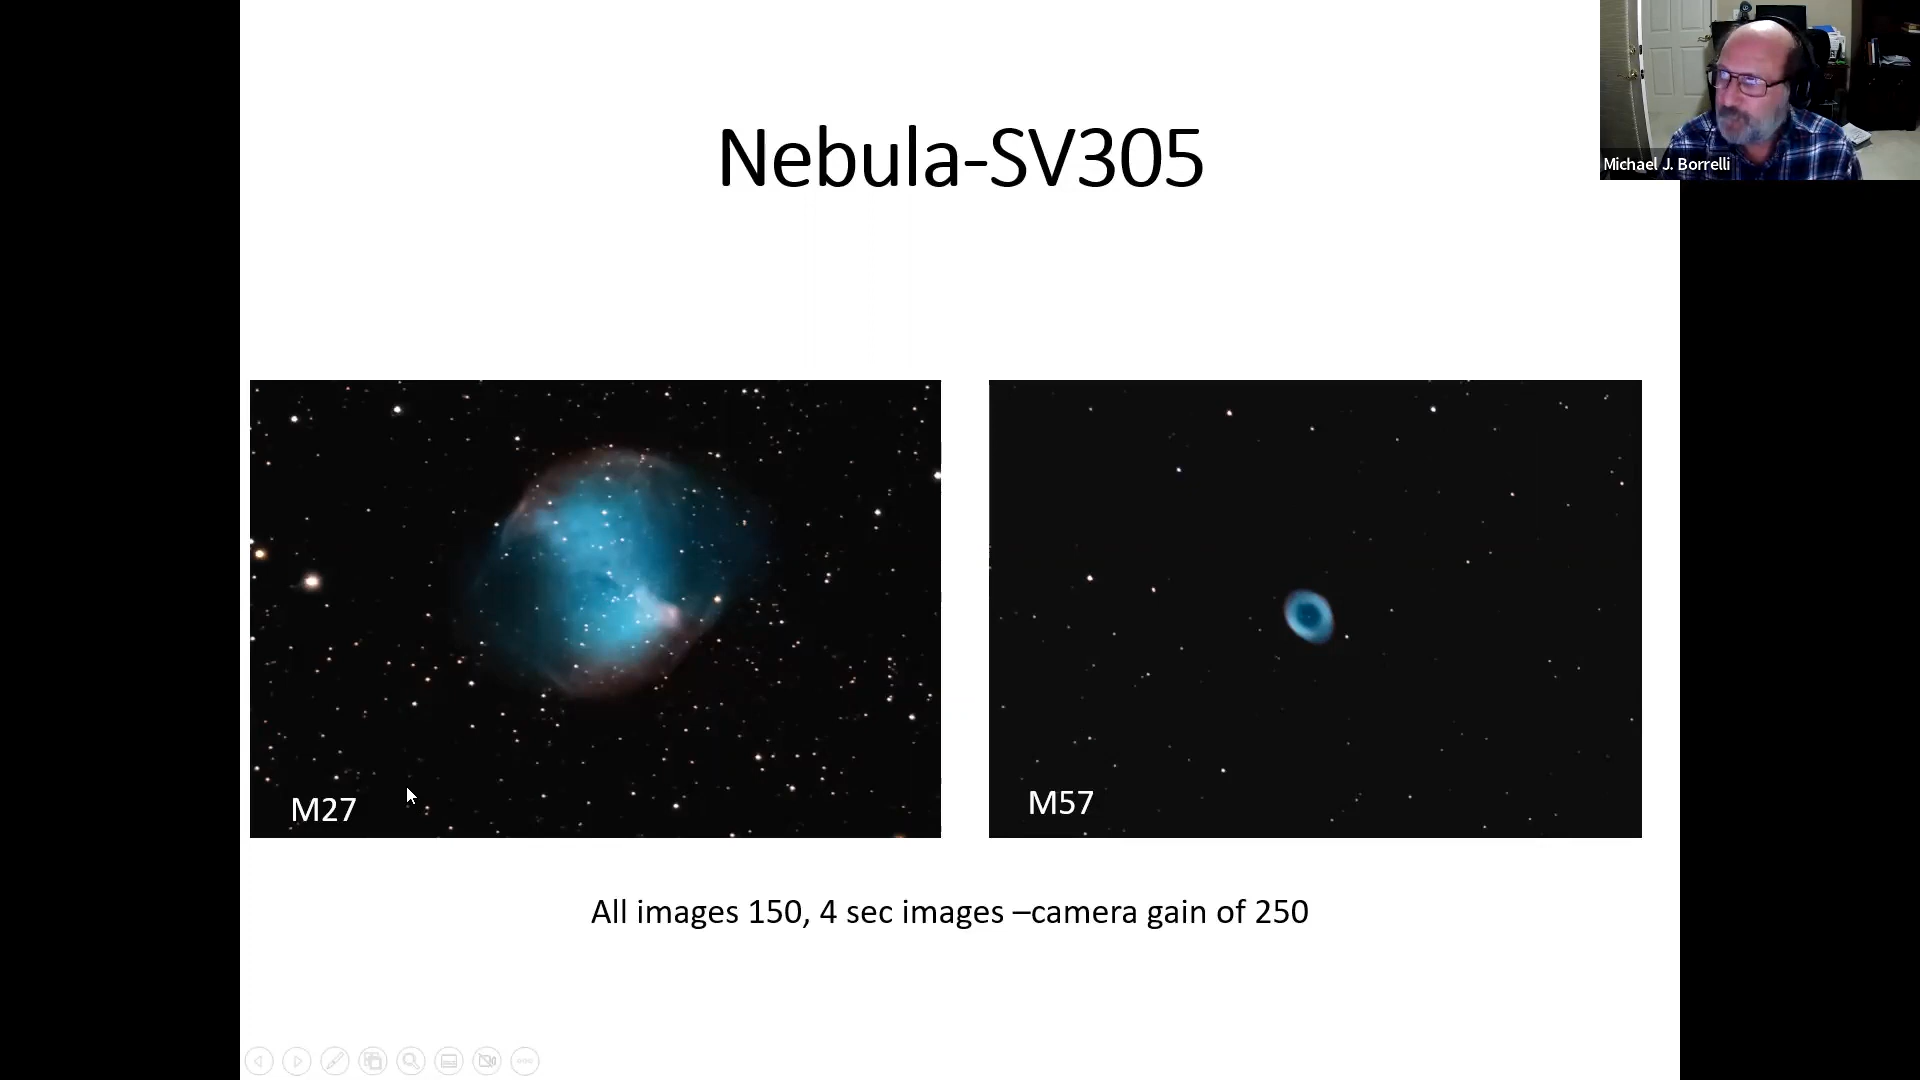 Nebula-SV305
Michael J. Borrelli
M27
M57
All images 150, 4 sec images –camera gain of 250